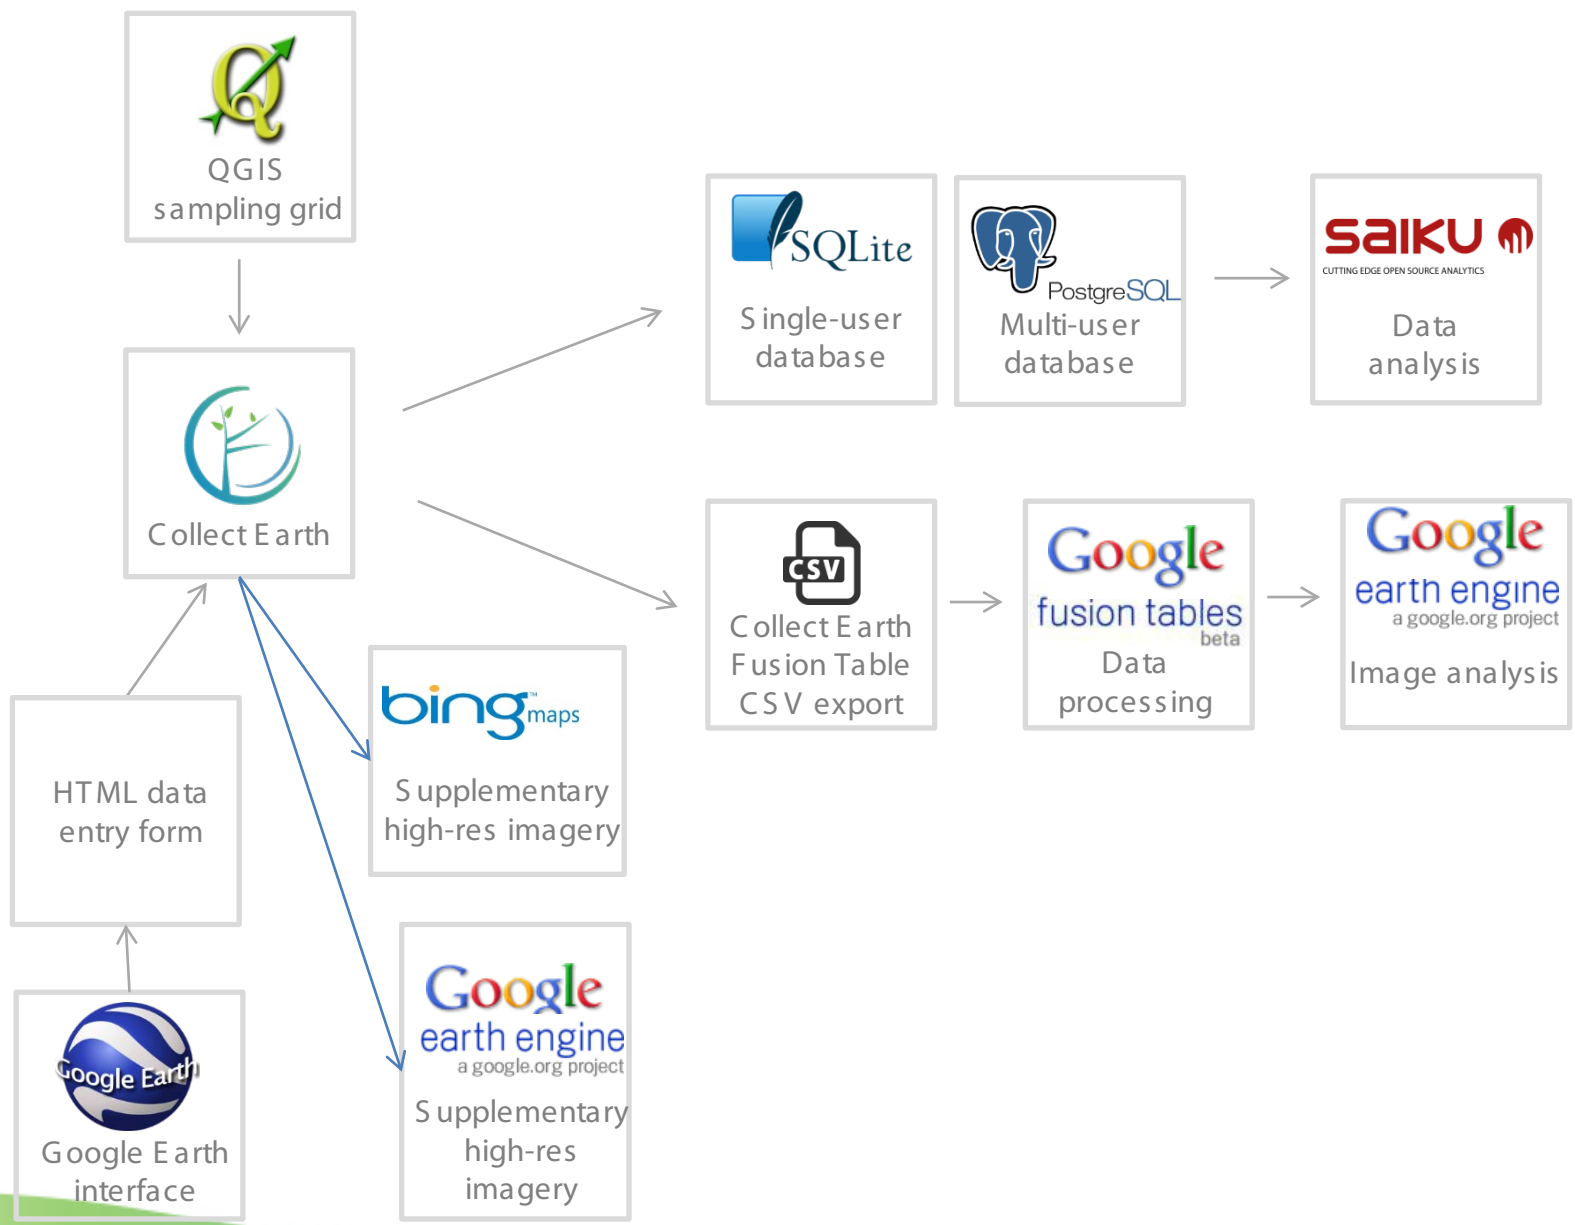 QGIS
sampling grid
Collect Earth
SQLite
Single-user
database
PostgreSQL
Multi-user
database
saiku
CUTTING EDGE OPEN SOURCE ANALYTICS
Data
analysis
CSV
Collect Earth
Fusion Table
CSV export
Google
fusion tables
beta
Data
processing
Google
earth engine
a google.org project
Image analysis
bing™ maps
Supplementary
high-res imagery
HTML data
entry form
Google
earth engine
a google.org project
Supplementary
high-res
imagery
Google Earth
Google Earth
interface